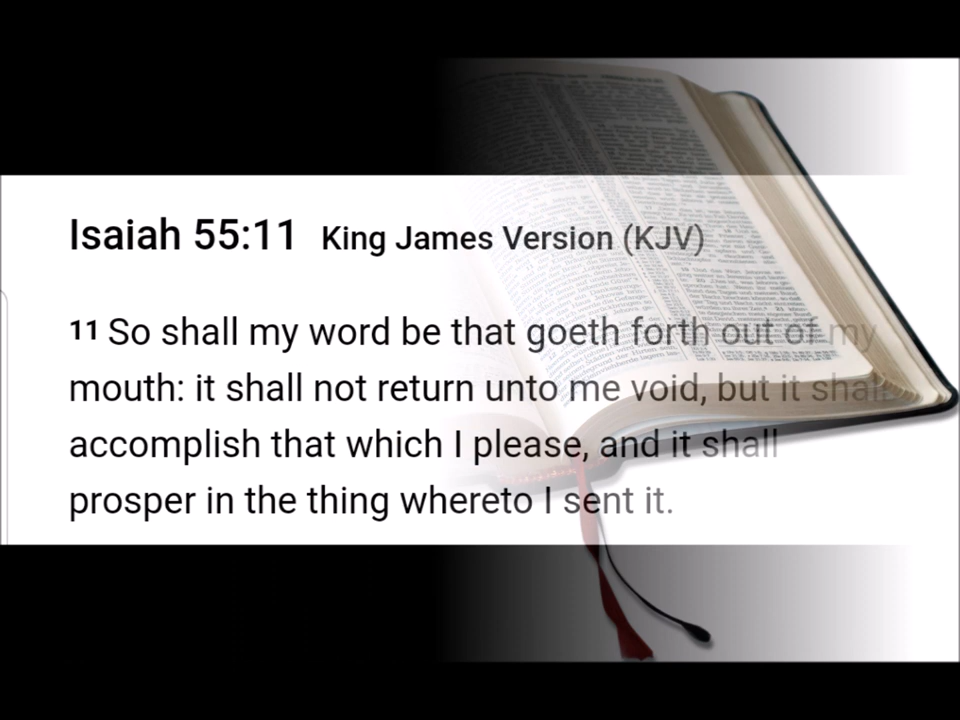 Isaiah 55:11 King James Version (KJV)
11 So shall my word be that goeth forth out of my
mouth: it shall not return unto me void, but it shall
accomplish that which I please, and it shall
prosper in the thing whereto I sent it.